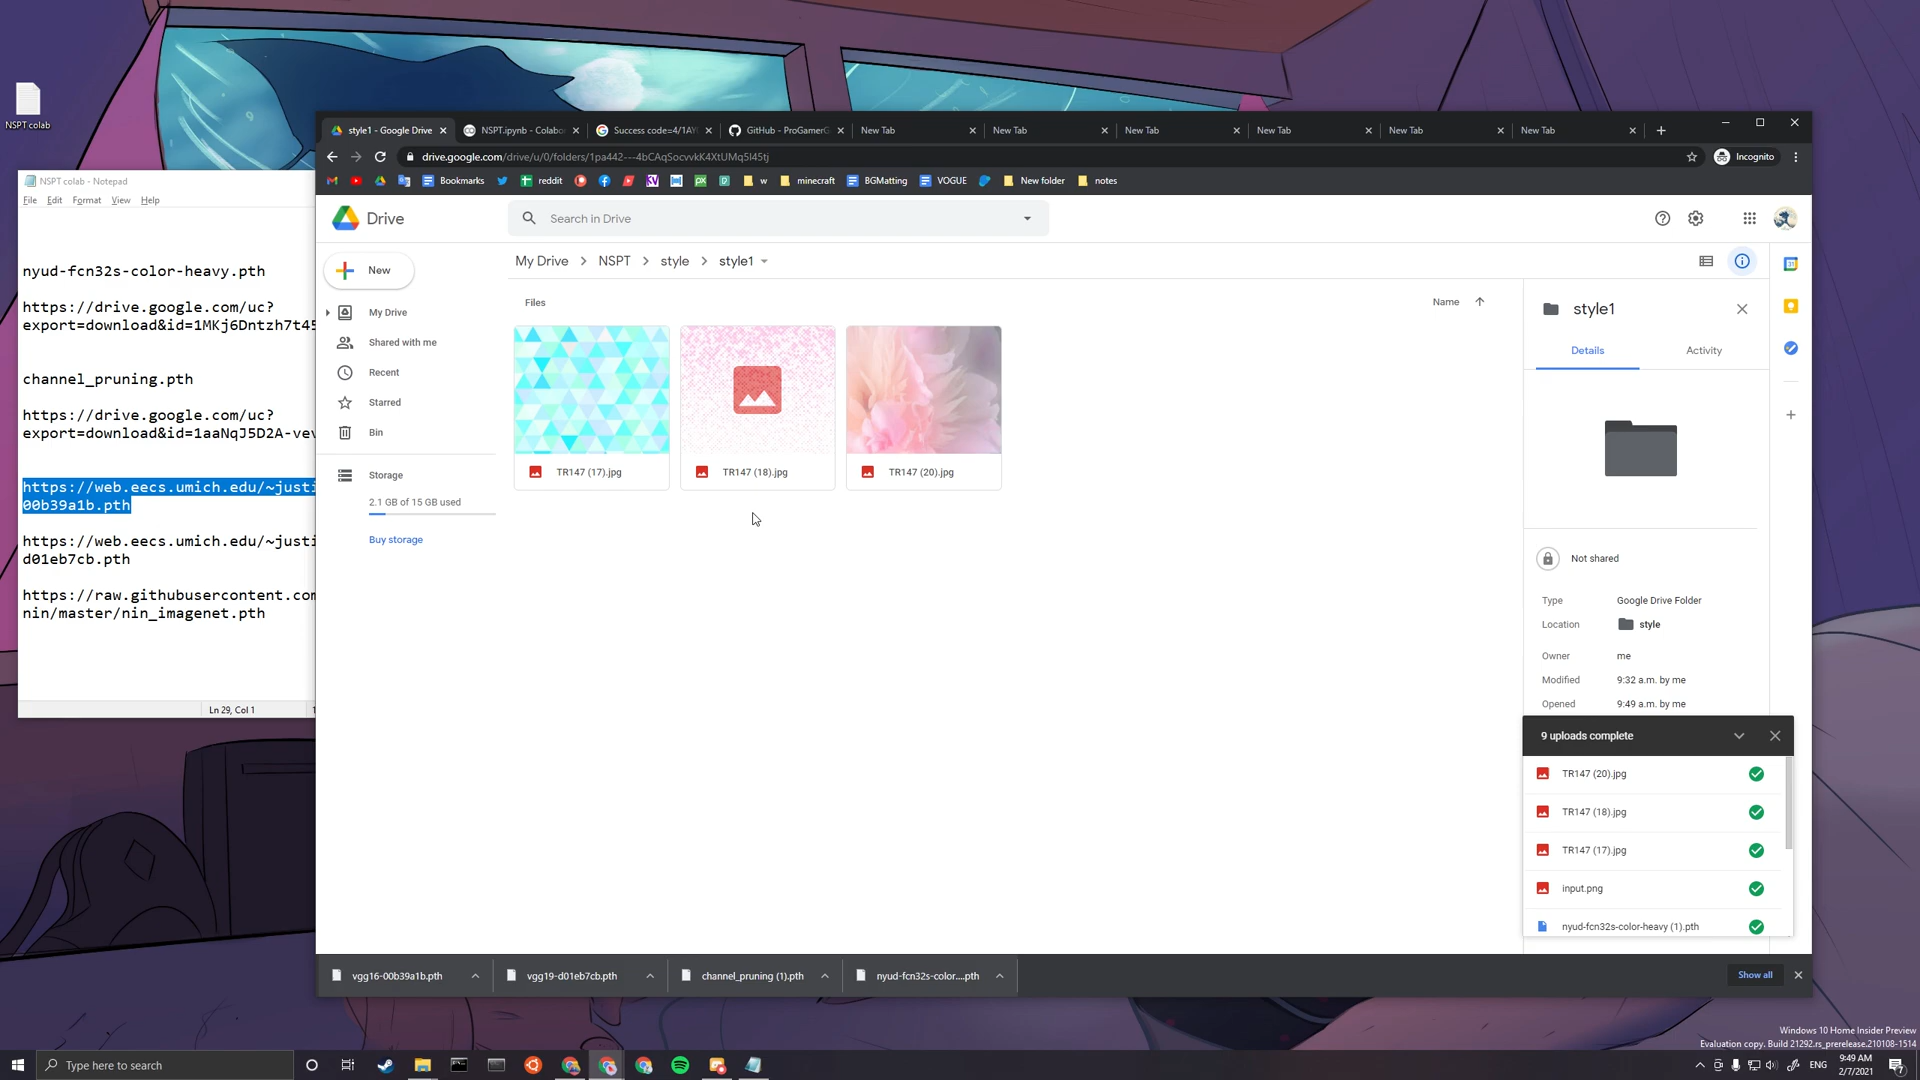 NSPT colab
NSPT colab - Notepad
File Edit Format View Help
nyud-fcn32s-color-heavy.pth
https://drive.google.com/uc?
export=download&id=1MKj6Dntzh7t45
channel_pruning.pth
https://drive.google.com/uc?
export=download&id=1aaNqJ5D2A-vev
https://web.eecs.umich.edu/~justi
00b39a1b.pth
https://web.eecs.umich.edu/~justi
d01eb7cb.pth
https://raw.githubusercontent.com
nin/master/nin_imagenet.pth
Ln 29, Col 1
style1 - Google Drive
NSPT.ipynb - Colabo
Success code=4/1AY
GitHub - ProGamerG
New Tab
New Tab
New Tab
New Tab
New Tab
New Tab
drive.google.com/drive/u/0/folders/1pa442---4bCAqSocvvkK4XtUMq5l45tj
Incognito
Bookmarks
reddit
w
minecraft
BGMatting
VOGUE
New folder
notes
Drive
Search in Drive
New
My Drive
Shared with me
Recent
Starred
Bin
Storage
2.1 GB of 15 GB used
Buy storage
My Drive > NSPT > style > style1
Files
Name
TR147 (17).jpg
TR147 (18).jpg
TR147 (20).jpg
style1
Details
Activity
Not shared
Type Google Drive Folder
Location style
Owner me
Modified 9:32 a.m. by me
Opened 9:49 a.m. by me
9 uploads complete
TR147 (20).jpg
TR147 (18).jpg
TR147 (17).jpg
input.png
nyud-fcn32s-color-heavy (1).pth
vgg16-00b39a1b.pth
vgg19-d01eb7cb.pth
channel_pruning (1).pth
nyud-fcn32s-color....pth
Show all
Windows 10 Home Insider Preview
Evaluation copy. Build 21292.rs_prerelease.210108-1514
Type here to search
ENG
9:49 AM
2/7/2021